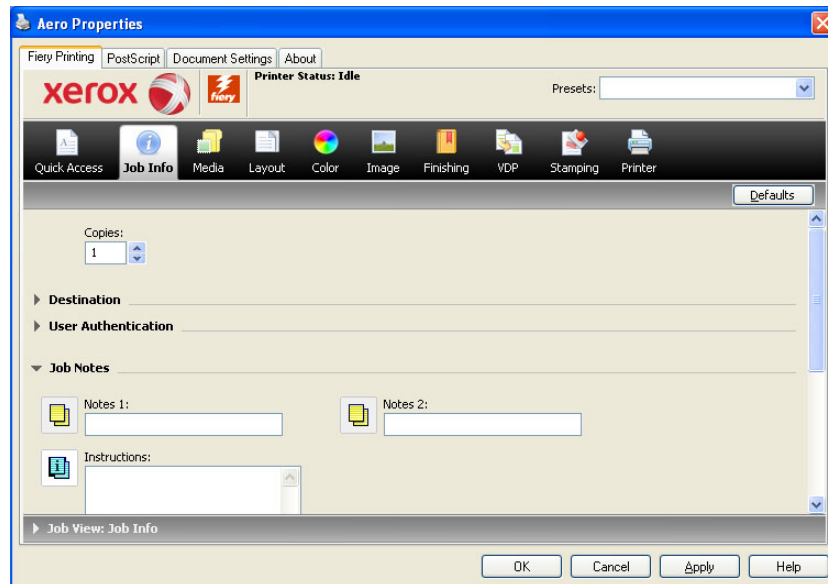 Aero Properties
Fiery Printing PostScript Document Settings About
xerox fiery Printer Status: Idle
Presets:
Quick Access Job Info Media Layout Color Image Finishing VDP Stamping Printer
Defaults
Copies:
1
Destination
User Authentication
Job Notes
Notes 1: Notes 2:
Instructions:
Job View: Job Info
OK Cancel Apply Help